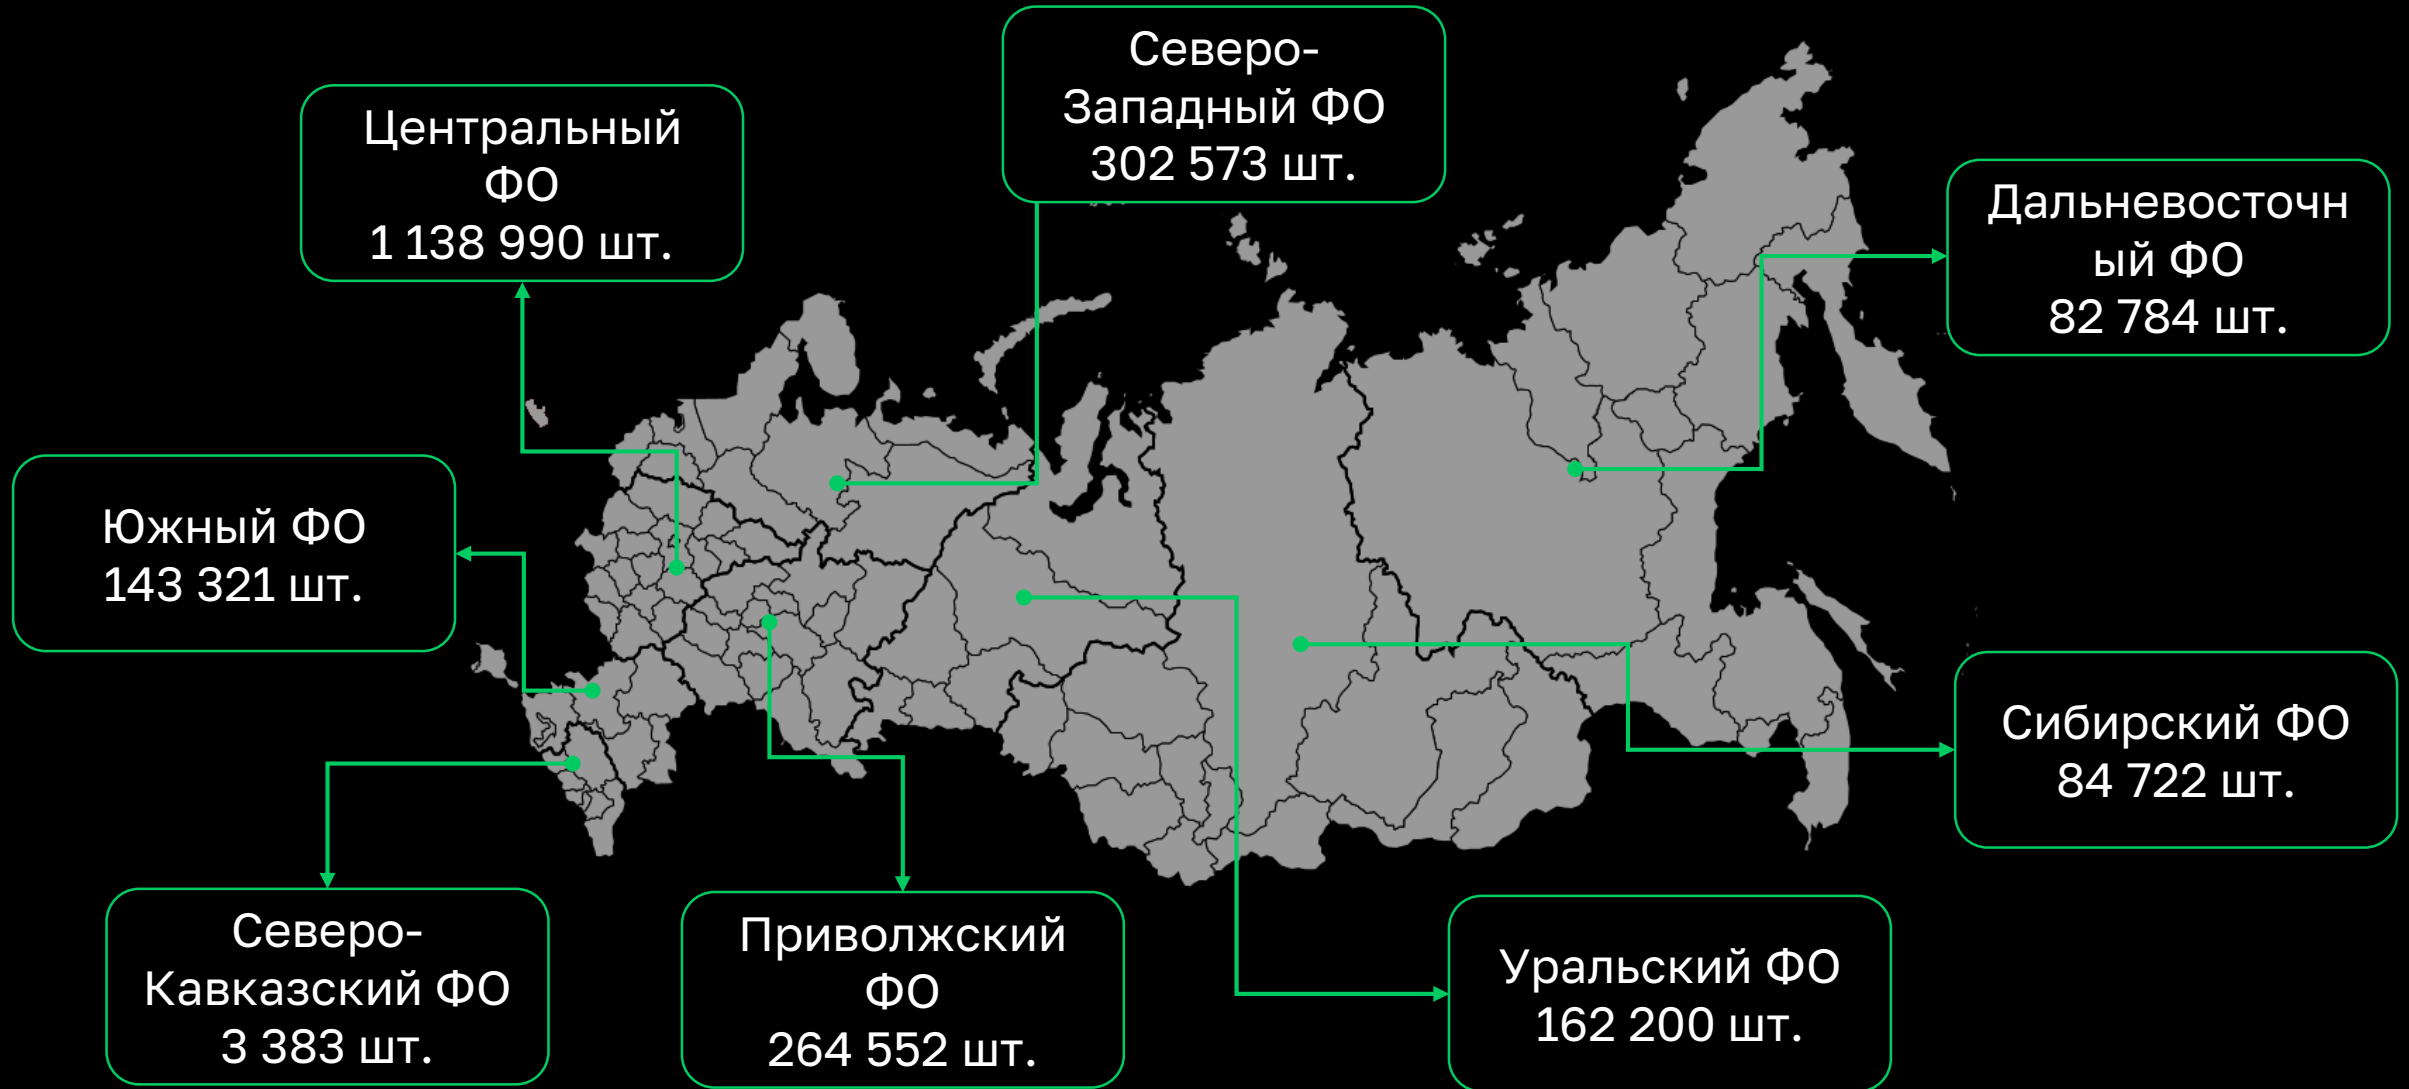 Северо-
Западный ФО
302 573 шт.
Центральный
ФО
1 138 990 шт.
Дальневосточн
ый ФО
82 784 шт.
Южный ФО
143 321 шт.
Сибирский ФО
84 722 шт.
Северо-
Кавказский ФО
3 383 шт.
Приволжский
ФО
264 552 шт.
Уральский ФО
162 200 шт.